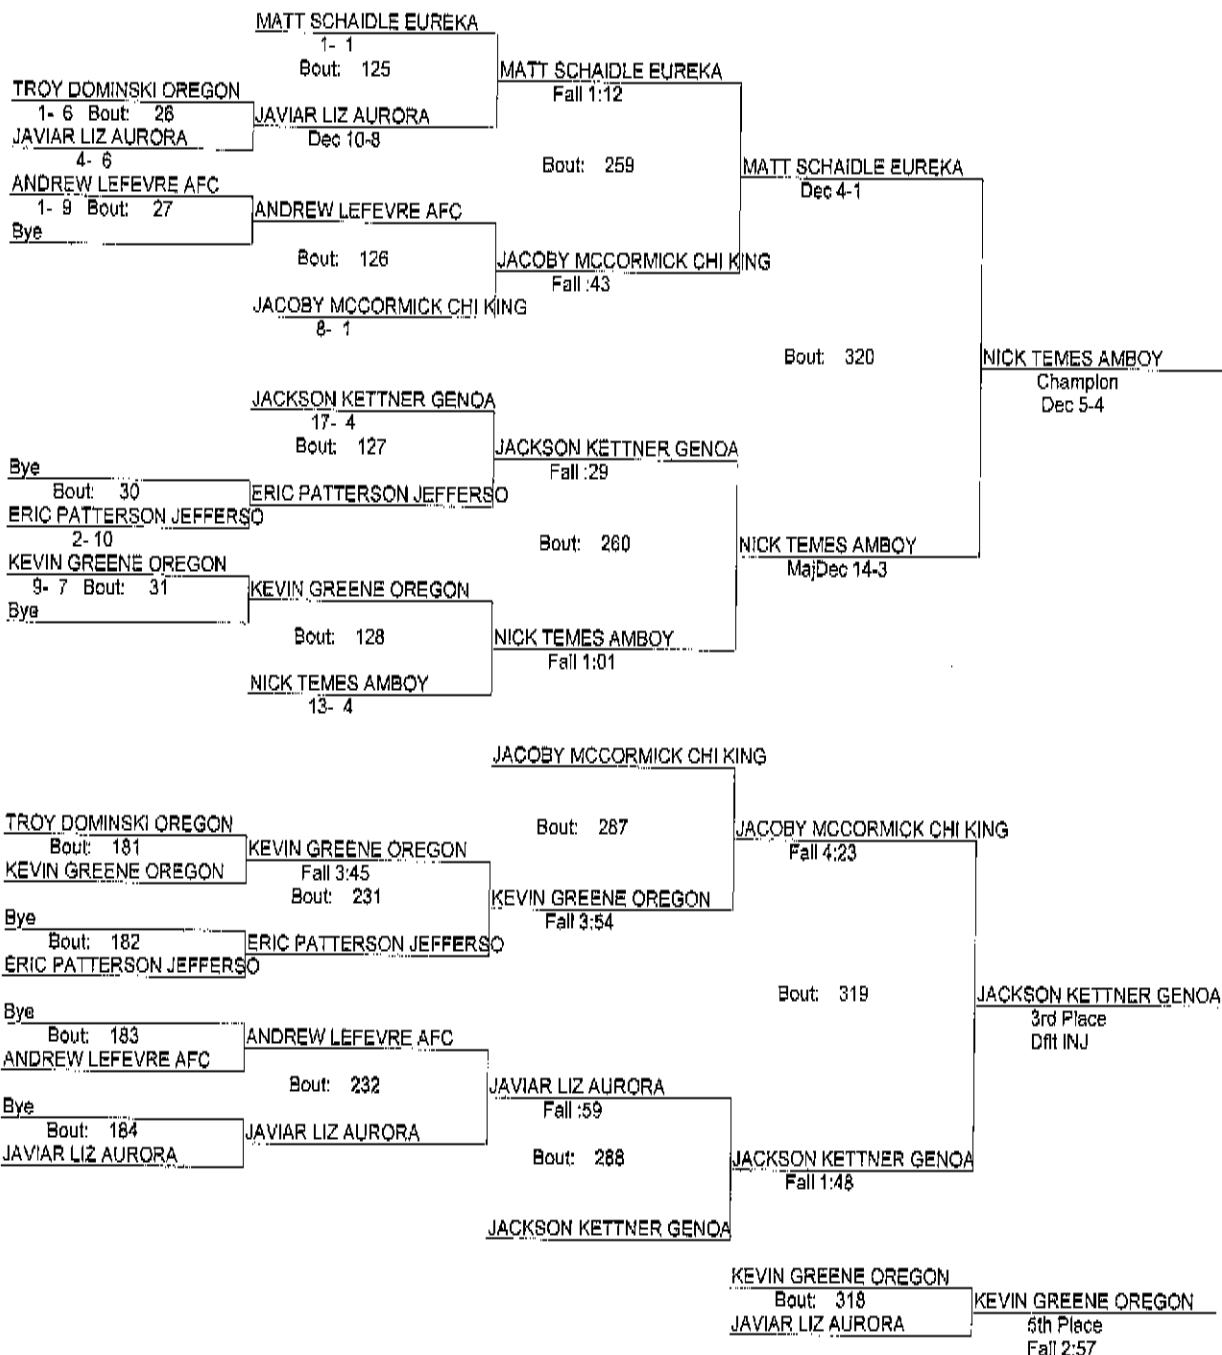 MATT SCHAIDLE EUREKA
1- 1
Bout: 125
MATT SCHAIDLE EUREKA
Fall 1:12
TROY DOMINSKI OREGON
1- 6 Bout: 26
JAVIAR LIZ AURORA
4- 6
JAVIAR LIZ AURORA
Dec 10-8
Bout: 259
MATT SCHAIDLE EUREKA
Dec 4-1
ANDREW LEFEVRE AFC
1- 9 Bout: 27
Bye
ANDREW LEFEVRE AFC
Bout: 126
JACOBY MCCORMICK CHI KING
Fall :43
JACOBY MCCORMICK CHI KING
8- 1
Bout: 320
NICK TEMES AMBOY
Champion
Dec 5-4
JACKSON KETTNER GENOA
17- 4
Bout: 127
JACKSON KETTNER GENOA
Fall :29
Bye
Bout: 30
ERIC PATTERSON JEFFERSO
2- 10
ERIC PATTERSON JEFFERSO
Bout: 260
NICK TEMES AMBOY
MajDec 14-3
KEVIN GREENE OREGON
9- 7 Bout: 31
Bye
KEVIN GREENE OREGON
Bout: 128
NICK TEMES AMBOY
Fall 1:01
NICK TEMES AMBOY
13- 4
JACOBY MCCORMICK CHI KING
Bout: 287
JACOBY MCCORMICK CHI KING
Fall 4:23
TROY DOMINSKI OREGON
Bout: 181
KEVIN GREENE OREGON
KEVIN GREENE OREGON
Fall 3:45
Bout: 231
KEVIN GREENE OREGON
Fall 3:54
Bye
Bout: 182
ERIC PATTERSON JEFFERSO
ERIC PATTERSON JEFFERSO
Bout: 319
JACKSON KETTNER GENOA
3rd Place
Dflt INJ
Bye
Bout: 183
ANDREW LEFEVRE AFC
ANDREW LEFEVRE AFC
Bout: 232
JAVIAR LIZ AURORA
Fall :59
Bye
Bout: 184
JAVIAR LIZ AURORA
JAVIAR LIZ AURORA
Bout: 288
JACKSON KETTNER GENOA
Fall 1:48
JACKSON KETTNER GENOA
KEVIN GREENE OREGON
Bout: 318
JAVIAR LIZ AURORA
KEVIN GREENE OREGON
5th Place
Fall 2:57